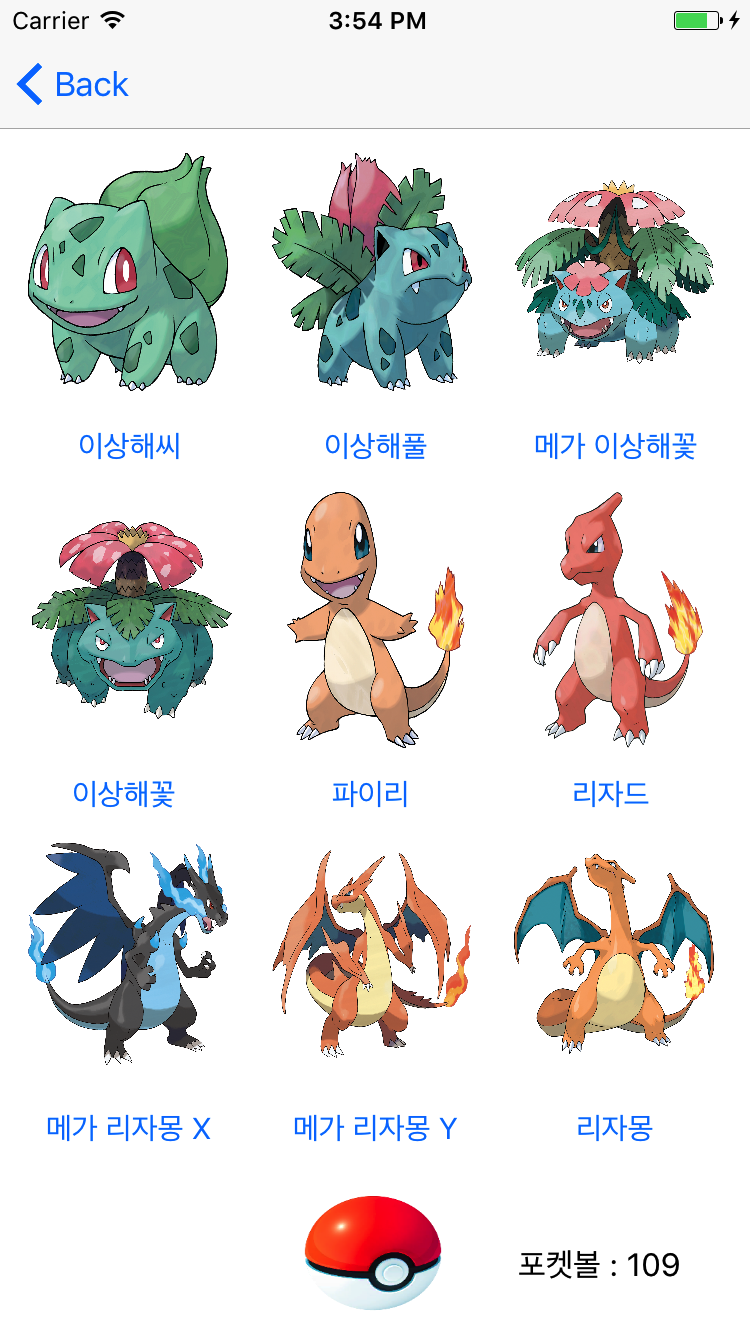 Carrier 3:54 PM
Back
이상해씨 이상해풀 메가 이상해꽃
이상해꽃 파이리 리자드
메가 리자몽 X 메가 리자몽 Y 리자몽
포켓볼 : 109